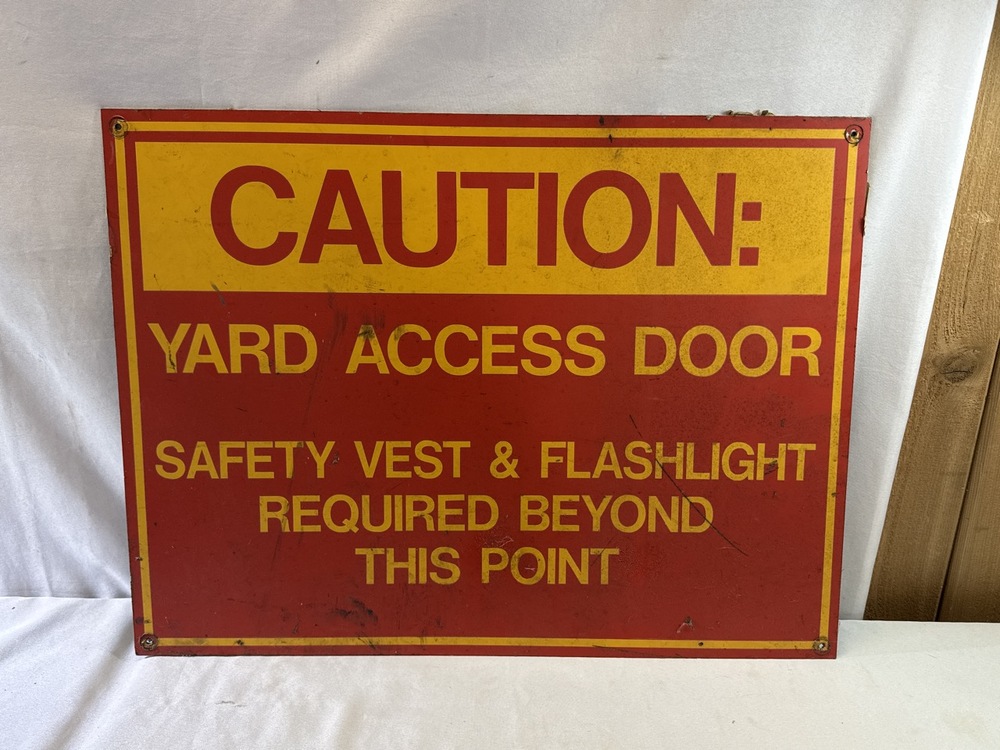 CAUTION:
YARD ACCESS DOOR
SAFETY VEST & FLASHLIGHT
REQUIRED BEYOND
THIS POINT